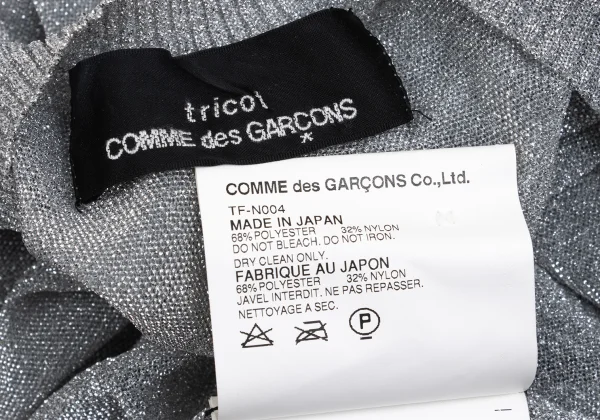 tricot
COMME des GARÇONS
*
COMME des GARÇONS Co.,Ltd.
TF-N004
MADE IN JAPAN
68% POLYESTER 32% NYLON
DO NOT BLEACH. DO NOT IRON.
DRY CLEAN ONLY.
FABRIQUE AU JAPON
68% POLYESTER 32% NYLON
JAVEL INTERDIT. NE PAS REPASSER.
NETTOYAGE A SEC.
P